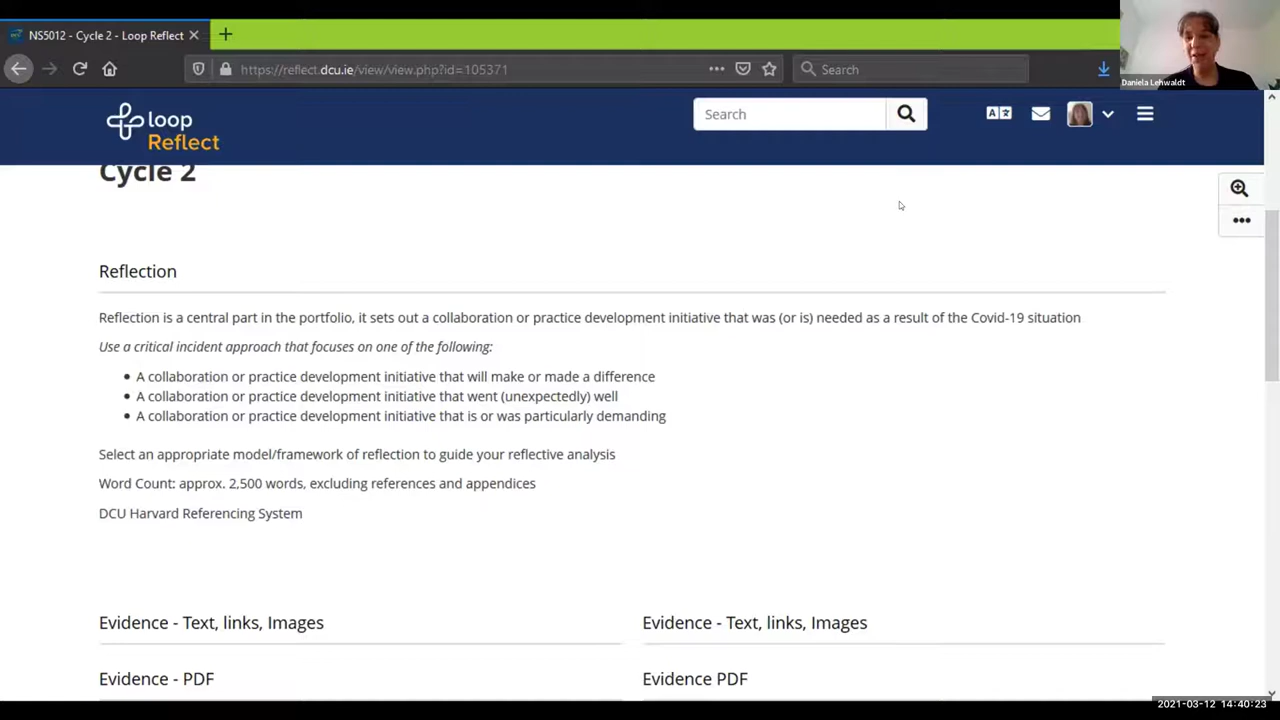 NS5012 - Cycle 2 - Loop Reflect
https://reflect.dcu.ie/view/view.php?id=105371
Search
Daniela Lehwaldt
loop
Reflect
Search
Cycle 2
Reflection
Reflection is a central part in the portfolio, it sets out a collaboration or practice development initiative that was (or is) needed as a result of the Covid-19 situation
Use a critical incident approach that focuses on one of the following:
• A collaboration or practice development initiative that will make or made a difference
• A collaboration or practice development initiative that went (unexpectedly) well
• A collaboration or practice development initiative that is or was particularly demanding
Select an appropriate model/framework of reflection to guide your reflective analysis
Word Count: approx. 2,500 words, excluding references and appendices
DCU Harvard Referencing System
Evidence - Text, links, Images
Evidence - Text, links, Images
Evidence - PDF
Evidence PDF
2021-03-12 14:40:23